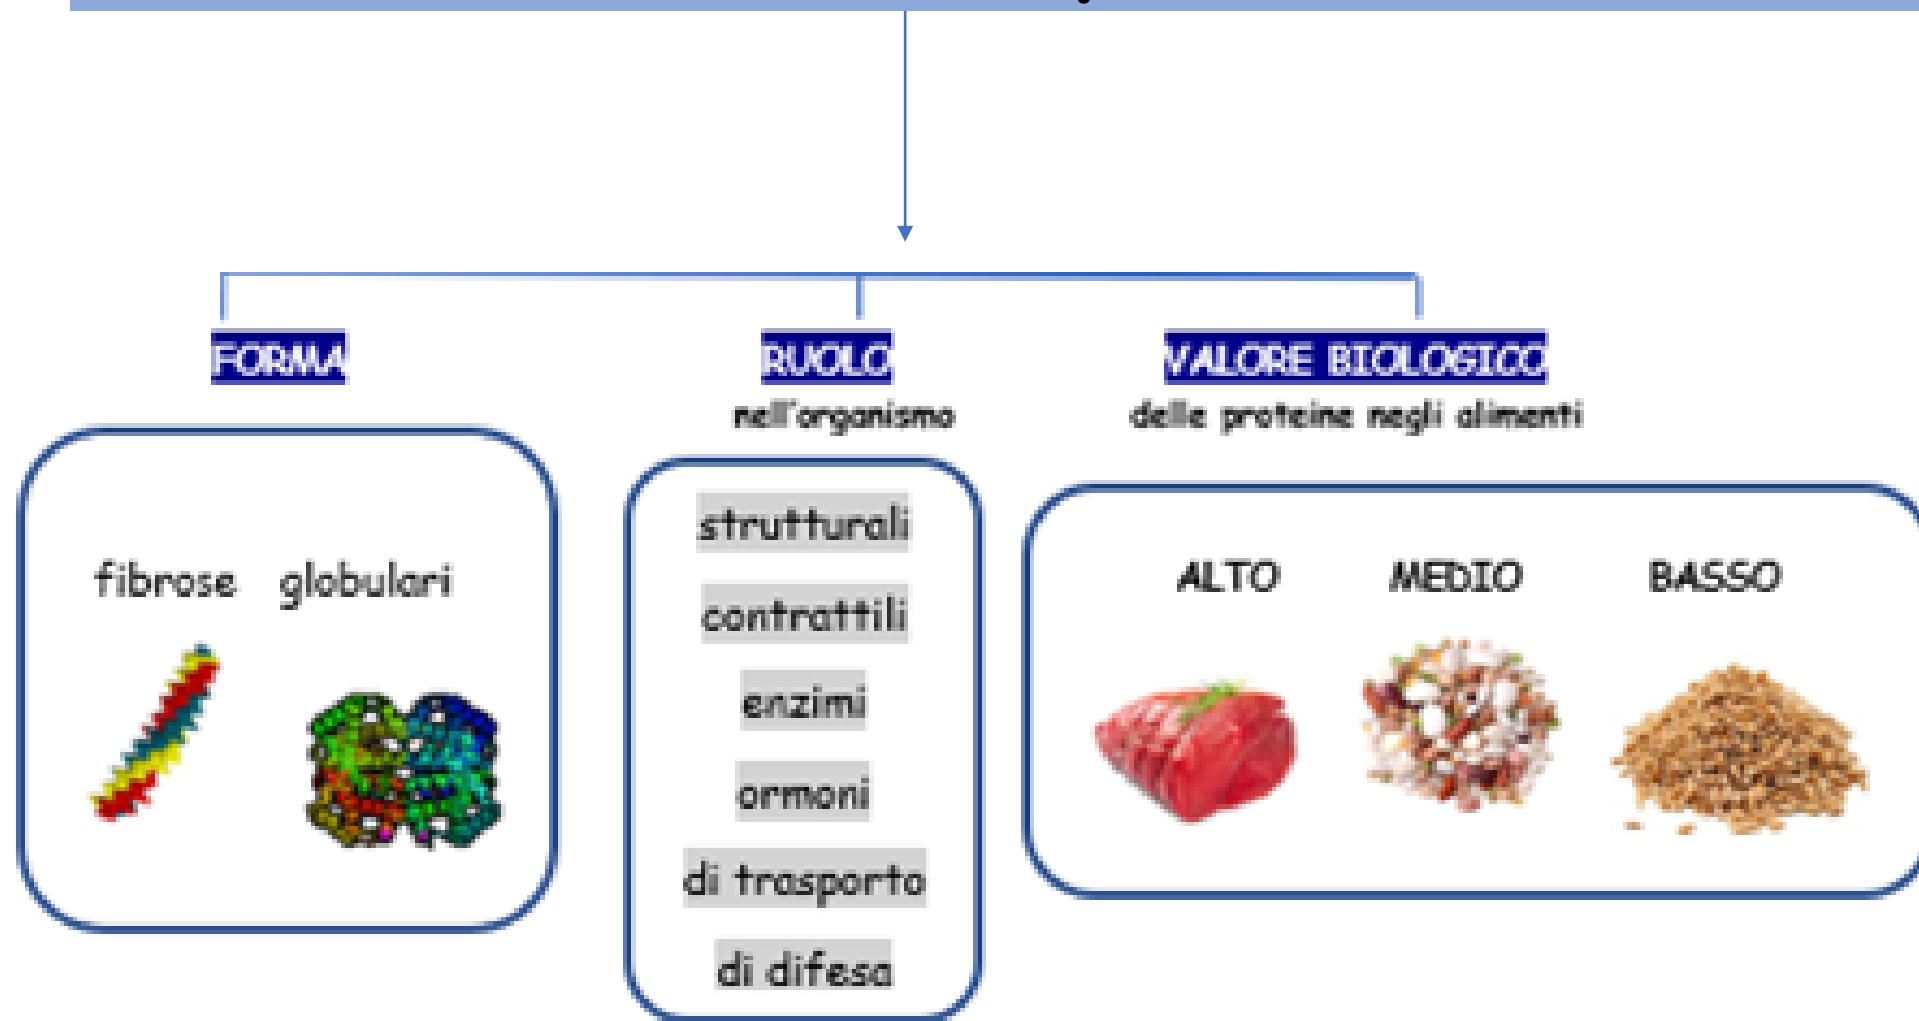 FORMA
RUOLO
nell'organismo
VALORE BIOLOGICO
delle proteine negli alimenti
fibrose globulari
strutturali
contrattili
enzimi
ormoni
di trasporto
di difesa
ALTO MEDIO BASSO